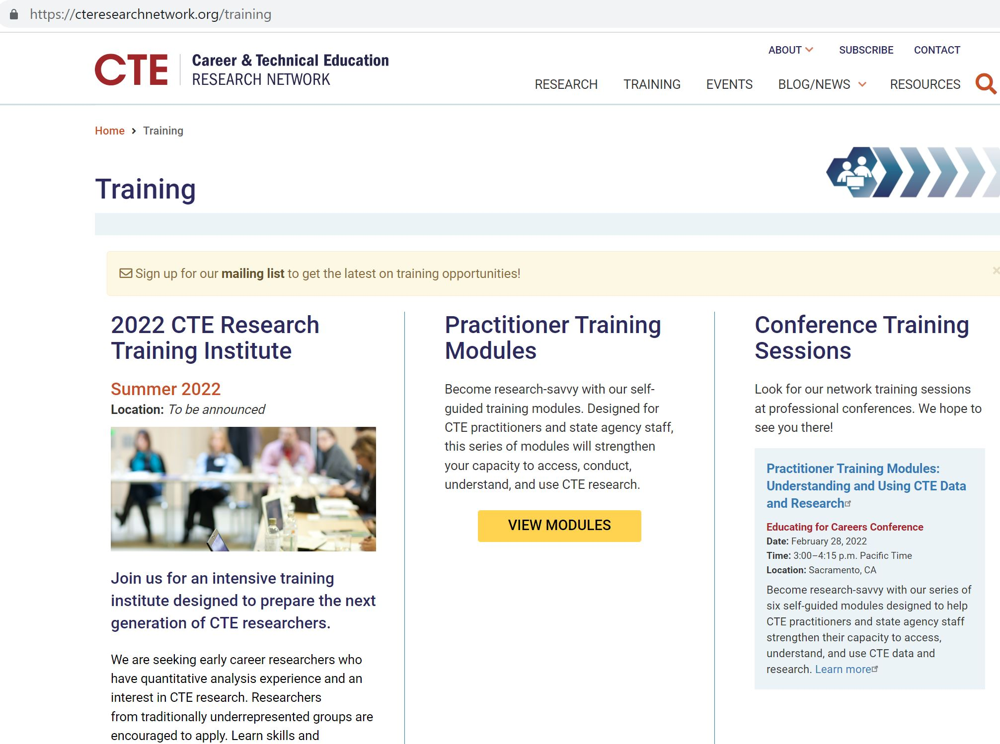 https://cteresearchnetwork.org/training
ABOUT SUBSCRIBE CONTACT
CTE
Career & Technical Education
RESEARCH NETWORK
RESEARCH TRAINING EVENTS BLOG/NEWS RESOURCES
Home > Training
Training
Sign up for our mailing list to get the latest on training opportunities!
2022 CTE Research
Training Institute
Summer 2022
Location: To be announced
Join us for an intensive training
institute designed to prepare the next
generation of CTE researchers.
We are seeking early career researchers who
have quantitative analysis experience and an
interest in CTE research. Researchers
from traditionally underrepresented groups are
encouraged to apply. Learn skills and
Practitioner Training
Modules
Become research-savvy with our self-
guided training modules. Designed for
CTE practitioners and state agency staff,
this series of modules will strengthen
your capacity to access, conduct,
understand, and use CTE research.
VIEW MODULES
Conference Training
Sessions
Look for our network training sessions
at professional conferences. We hope to
see you there!
Practitioner Training Modules:
Understanding and Using CTE Data
and Research
Educating for Careers Conference
Date: February 28, 2022
Time: 3:00–4:15 p.m. Pacific Time
Location: Sacramento, CA
Become research-savvy with our series of
six self-guided modules designed to help
CTE practitioners and state agency staff
strengthen their capacity to access,
understand, and use CTE data and
research. Learn more